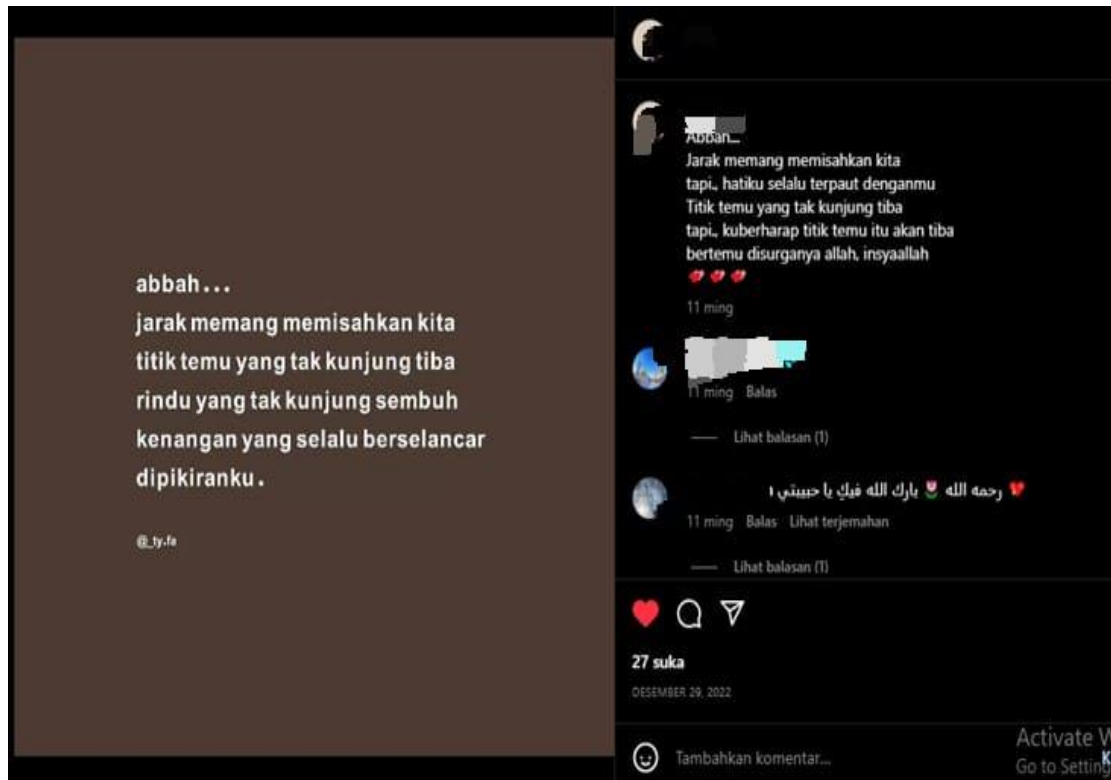 abbah...
jarak memang memisahkan kita
titik temu yang tak kunjung tiba
rindu yang tak kunjung sembuh
kenangan yang selalu berselancar
dipikiranku.
@_ty.fa
Abbah...
Jarak memang memisahkan kita
tapi., hatiku selalu terpaut denganmu
Titik temu yang tak kunjung tiba
tapi., kuberharap titik temu itu akan tiba
bertemu disurganya allah, insyaallah
💕💕💕
11 ming
11 ming Balas
Lihat balasan (1)
رحمه الله 🌷 بارك الله فيكِ يا حبيبتي
11 ming Balas Lihat terjemahan
Lihat balasan (1)
27 suka
DESEMBER 29, 2022
Tambahkan komentar...
Activate
Go to Setting